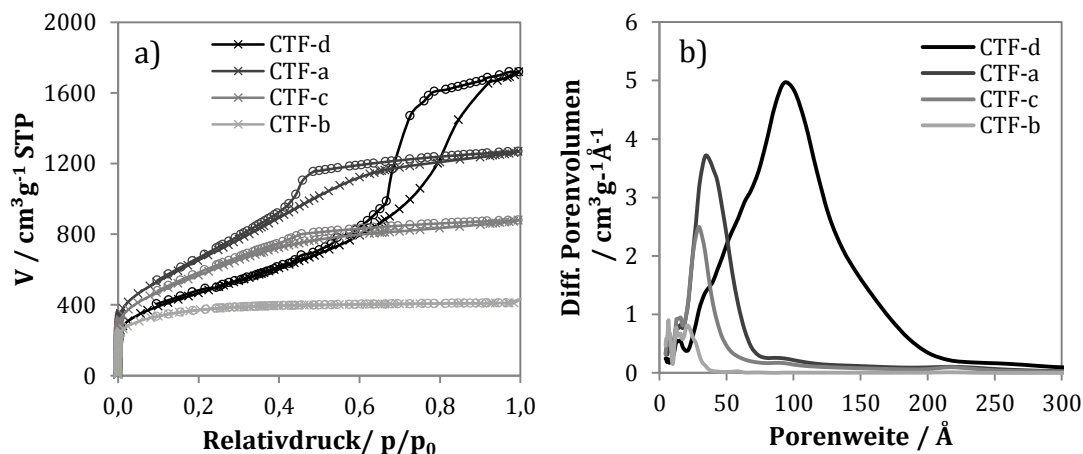 a)
CTF-d
CTF-a
CTF-c
CTF-b
V / cm³g⁻¹ STP
2000
1600
1200
800
400
0
0,0 0,2 0,4 0,6 0,8 1,0
Relativdruck/ p/p₀
b)
CTF-d
CTF-a
CTF-c
CTF-b
Diff. Porenvolumen
/ cm³g-¹Å-¹
6
5
4
3
2
1
0
0 50 100 150 200 250 300
Porenweite / Å